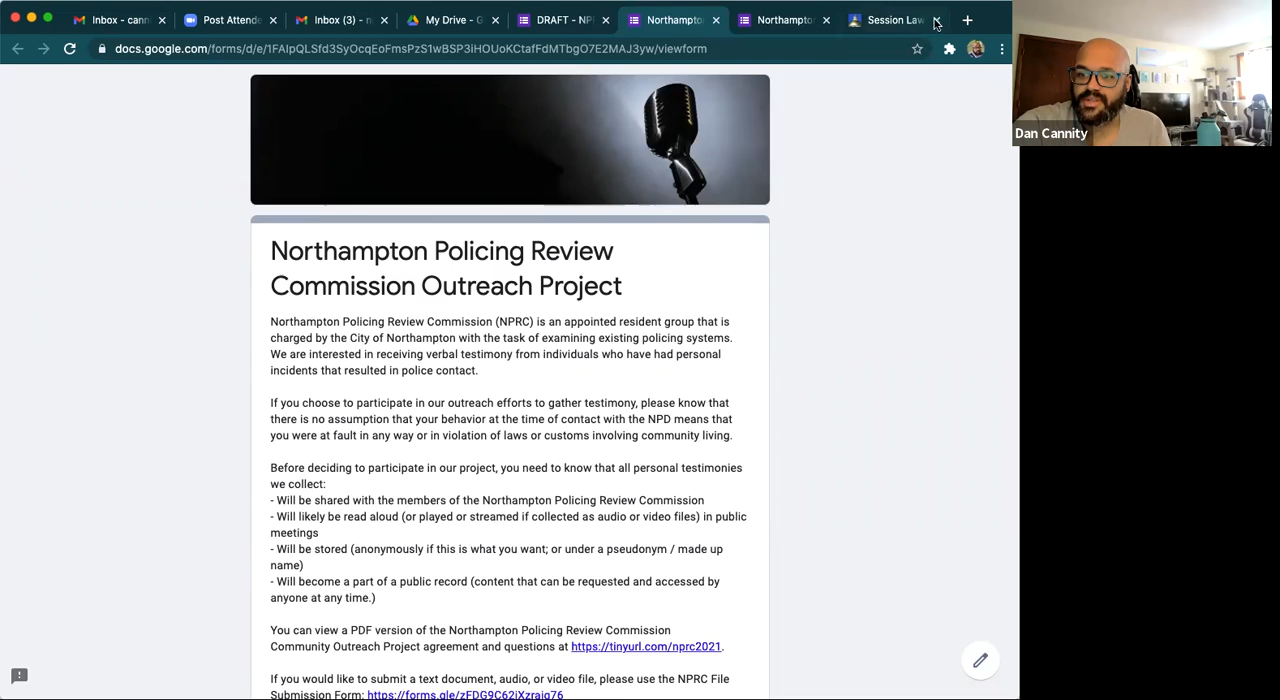 Inbox - cann
Post Attende
Inbox (3) - n
My Drive - G
DRAFT - NP
Northampton
Northampton
Session Law
docs.google.com/forms/d/e/1FAIpQLSfd3SyOcqEoFmsPzS1wBSP3iHOUoKCtafFdMTbgO7E2MAJ3yw/viewform
Dan Cannity
Northampton Policing Review
Commission Outreach Project
Northampton Policing Review Commission (NPRC) is an appointed resident group that is
charged by the City of Northampton with the task of examining existing policing systems.
We are interested in receiving verbal testimony from individuals who have had personal
incidents that resulted in police contact.
If you choose to participate in our outreach efforts to gather testimony, please know that
there is no assumption that your behavior at the time of contact with the NPD means that
you were at fault in any way or in violation of laws or customs involving community living.
Before deciding to participate in our project, you need to know that all personal testimonies
we collect:
- Will be shared with the members of the Northampton Policing Review Commission
- Will likely be read aloud (or played or streamed if collected as audio or video files) in public
meetings
- Will be stored (anonymously if this is what you want; or under a pseudonym / made up
name)
- Will become a part of a public record (content that can be requested and accessed by
anyone at any time.)
You can view a PDF version of the Northampton Policing Review Commission
Community Outreach Project agreement and questions at https://tinyurl.com/nprc2021.
If you would like to submit a text document, audio, or video file, please use the NPRC File
Submission Form: https://forms.gle/zFDG9C62jXzraiq76